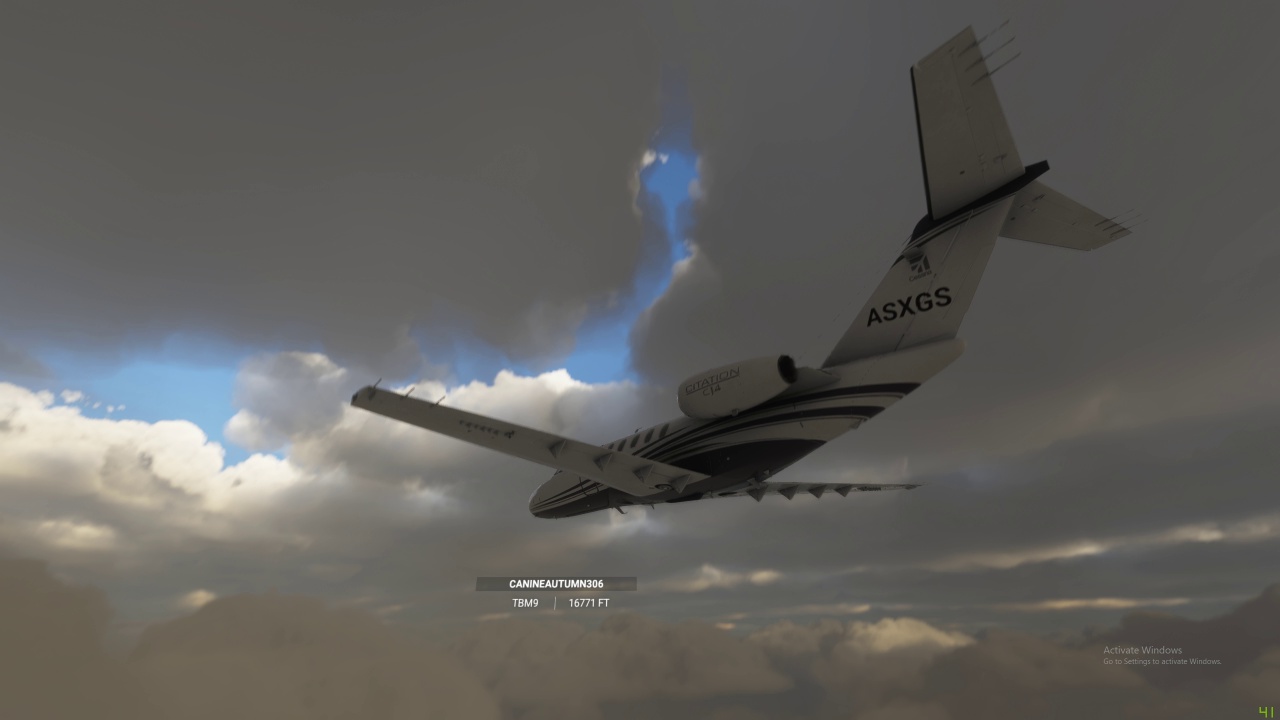 ASXGS
CITATION
CJ4
CANINEAUTUMN306
TBM9 | 16771 FT
Activate Windows
Go to Settings to activate Windows.
41